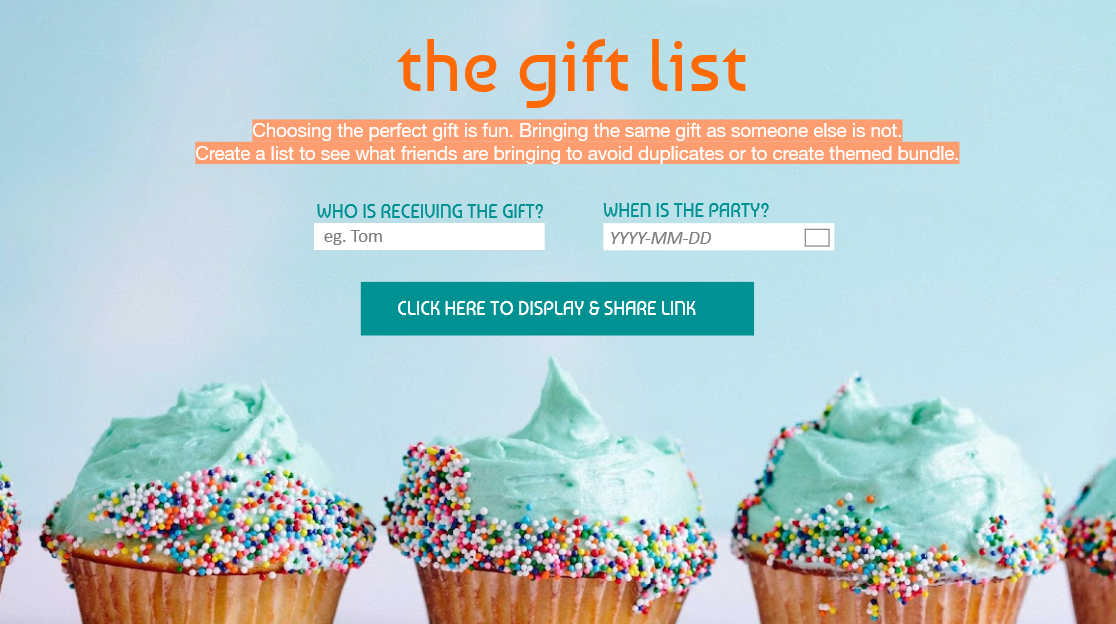 the gift list
Choosing the perfect gift is fun. Bringing the same gift as someone else is not.
Create a list to see what friends are bringing to avoid duplicates or to create themed bundle.
WHO IS RECEIVING THE GIFT?
WHEN IS THE PARTY?
eg. Tom
YYYY-MM-DD
CLICK HERE TO DISPLAY & SHARE LINK